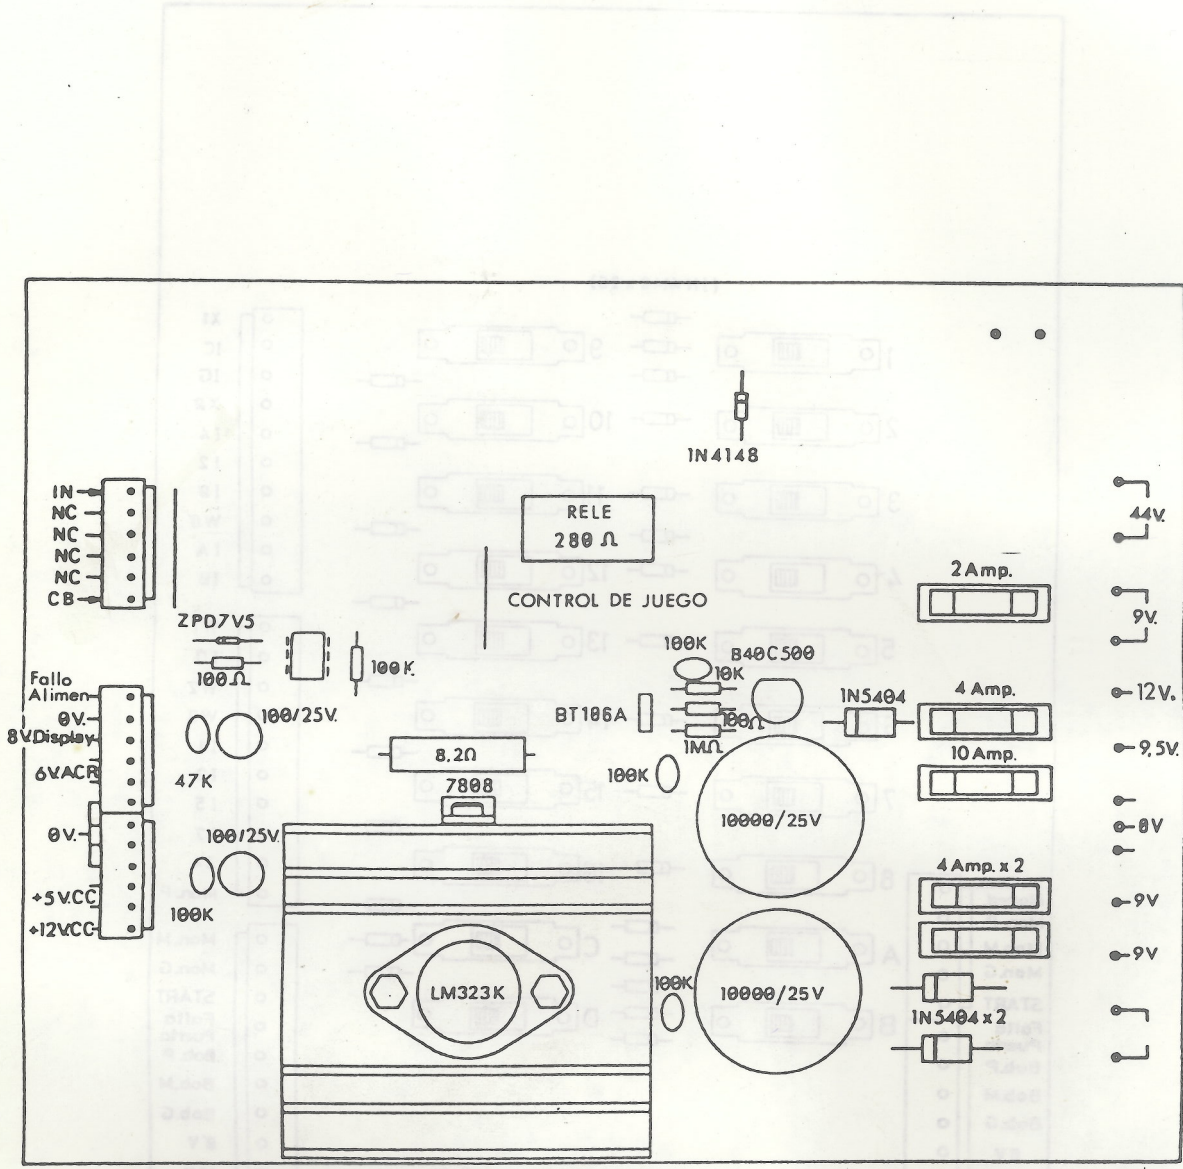 1N4148
IN
NC
NC
NC
NC
CB
RELE
280 Ω
44V.
2 Amp.
CONTROL DE JUEGO
9V.
ZPD7V5
100Ω
100K.
100K
B40C500
10K
Fallo
Alimen
0V.
8V.Display
6V.ACR
100/25V.
47K
BT106A
100Ω
1MΩ
1N5404
4 Amp.
12V.
9,5V.
8,2Ω
100K
10 Amp.
7808
10000/25V
0V
0V.
100/25V.
4 Amp. x 2
+5V.CC
100K
9V
+12V.CC
9V
LM323K
100K
10000/25V
1N5404 x 2